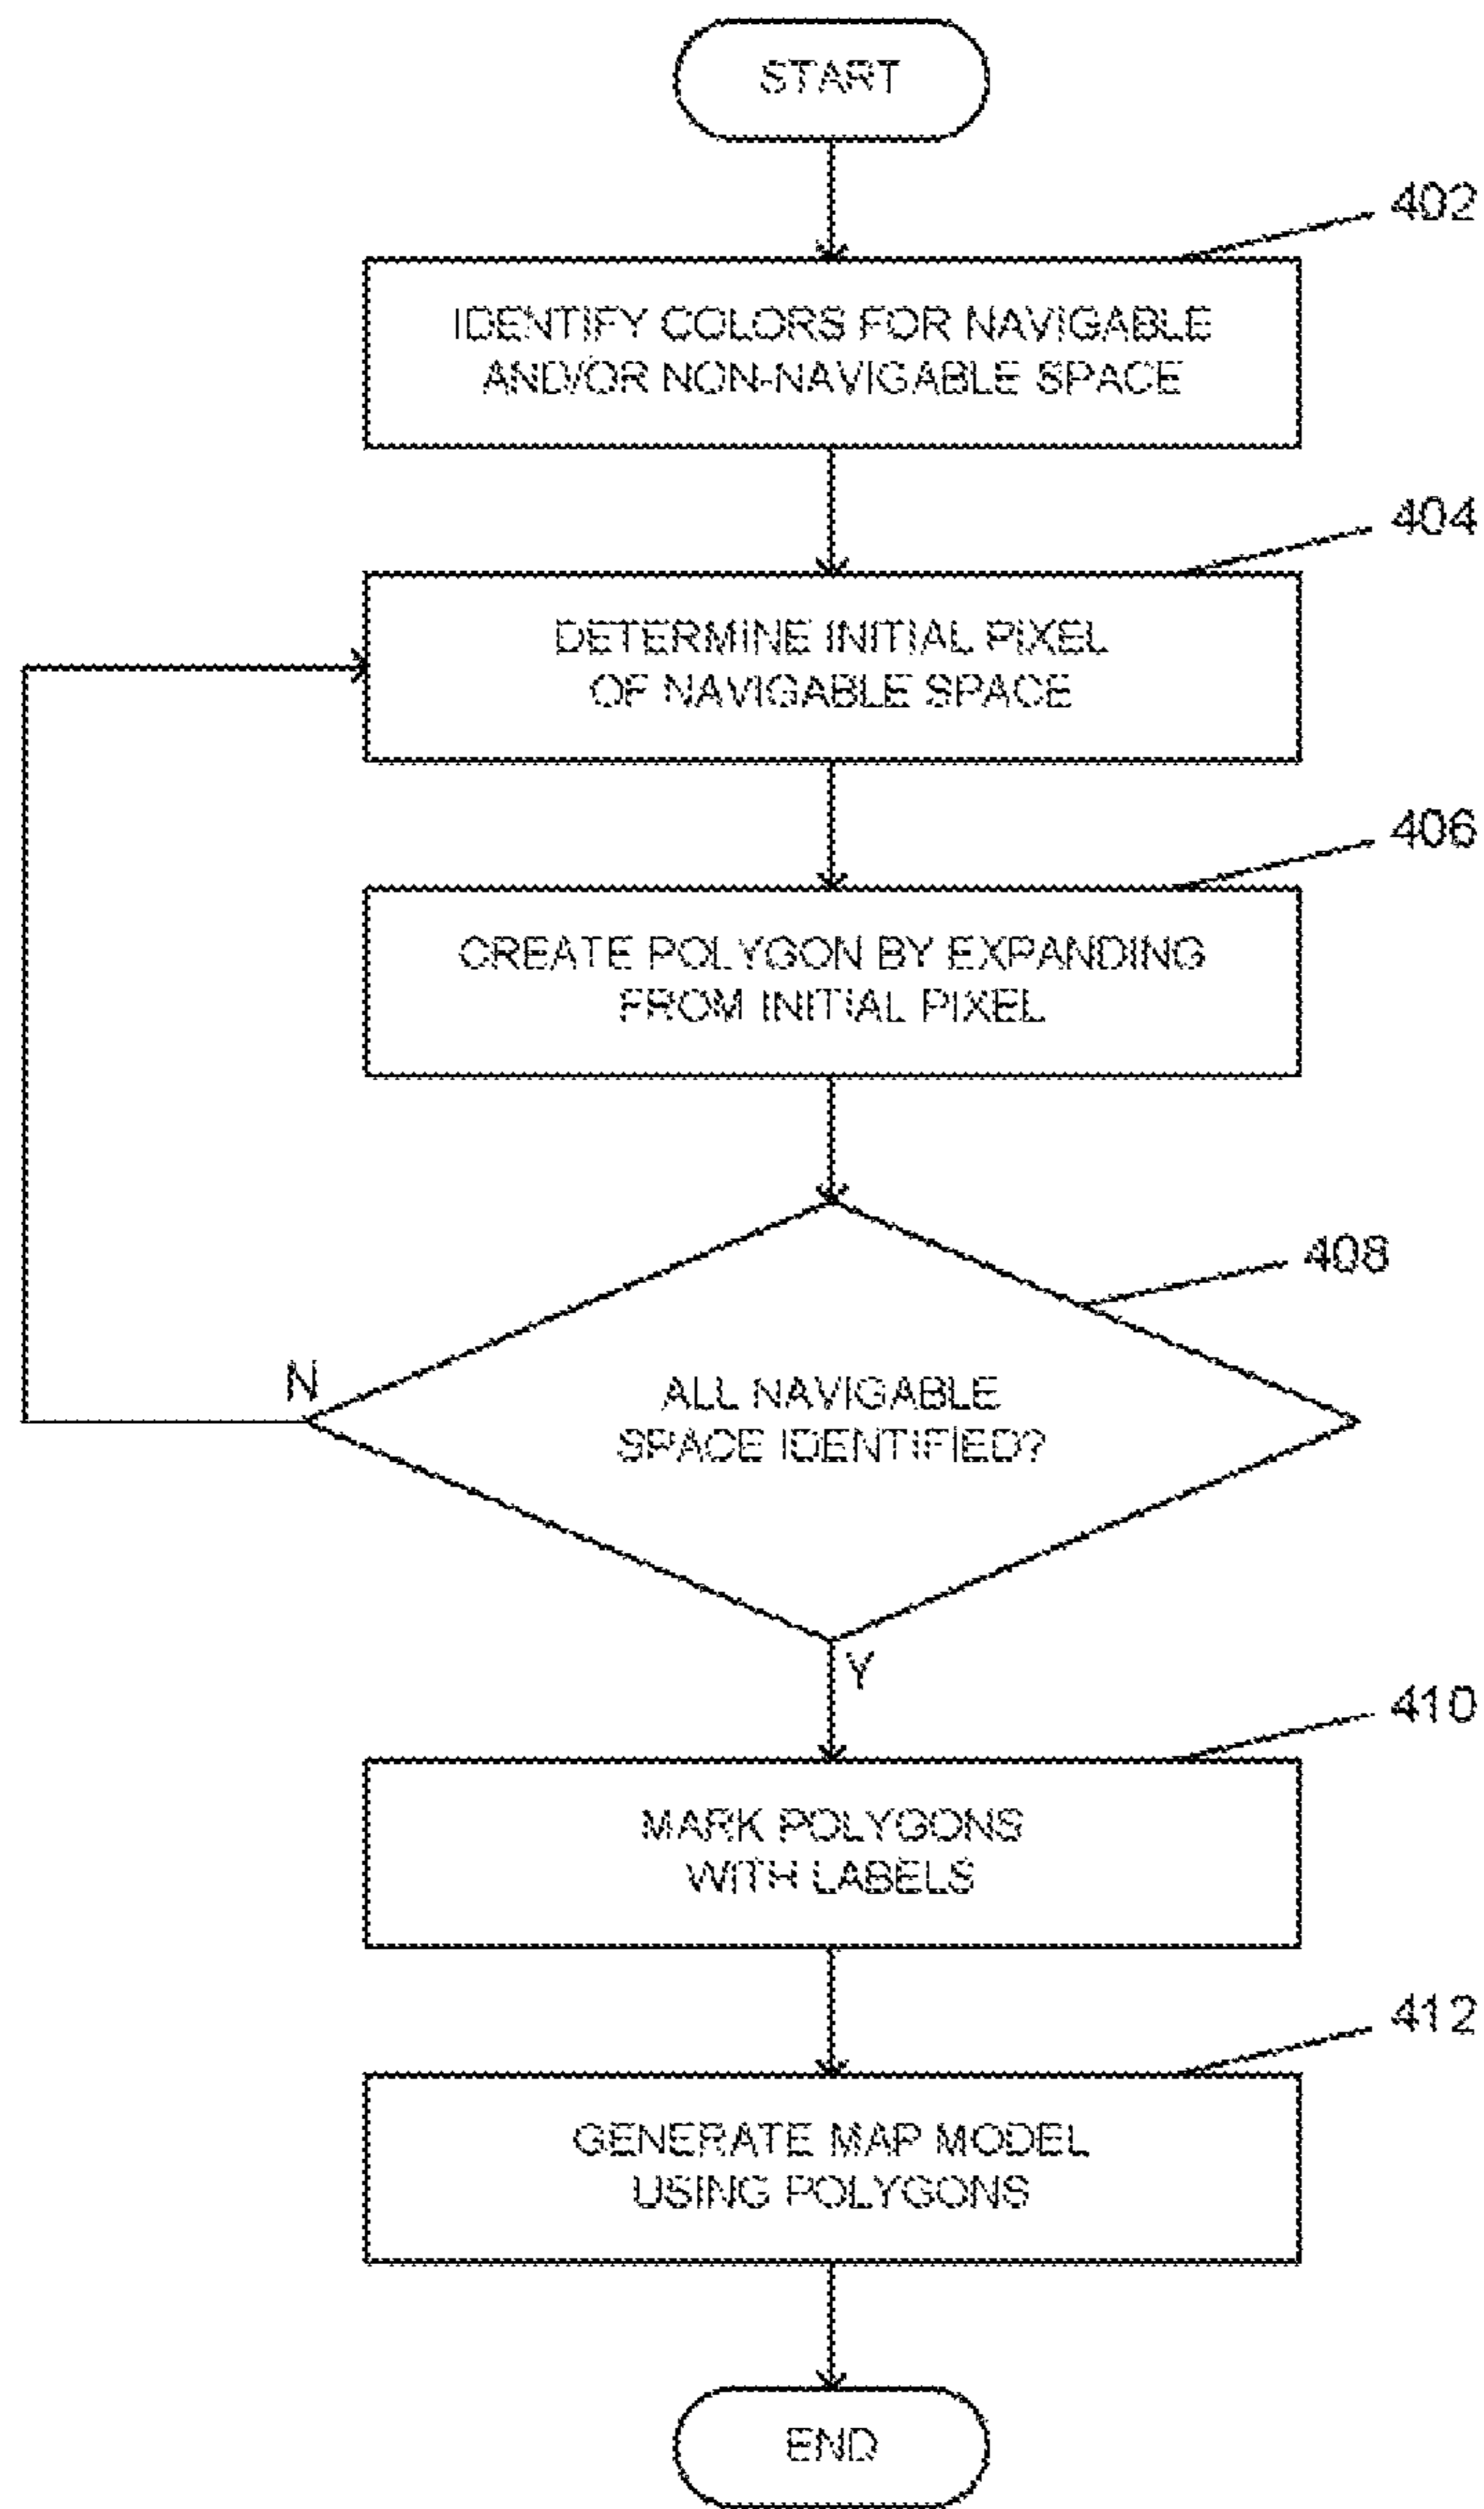 START
402
IDENTIFY COLORS FOR NAVIGABLE
AND/OR NON-NAVIGABLE SPACE
404
DETERMINE INITIAL PIXEL
OF NAVIGABLE SPACE
406
CREATE POLYGON BY EXPANDING
FROM INITIAL PIXEL
408
N
ALL NAVIGABLE
SPACE IDENTIFIED?
Y
410
MARK POLYGONS
WITH LABELS
412
GENERATE MAP MODEL
USING POLYGONS
END